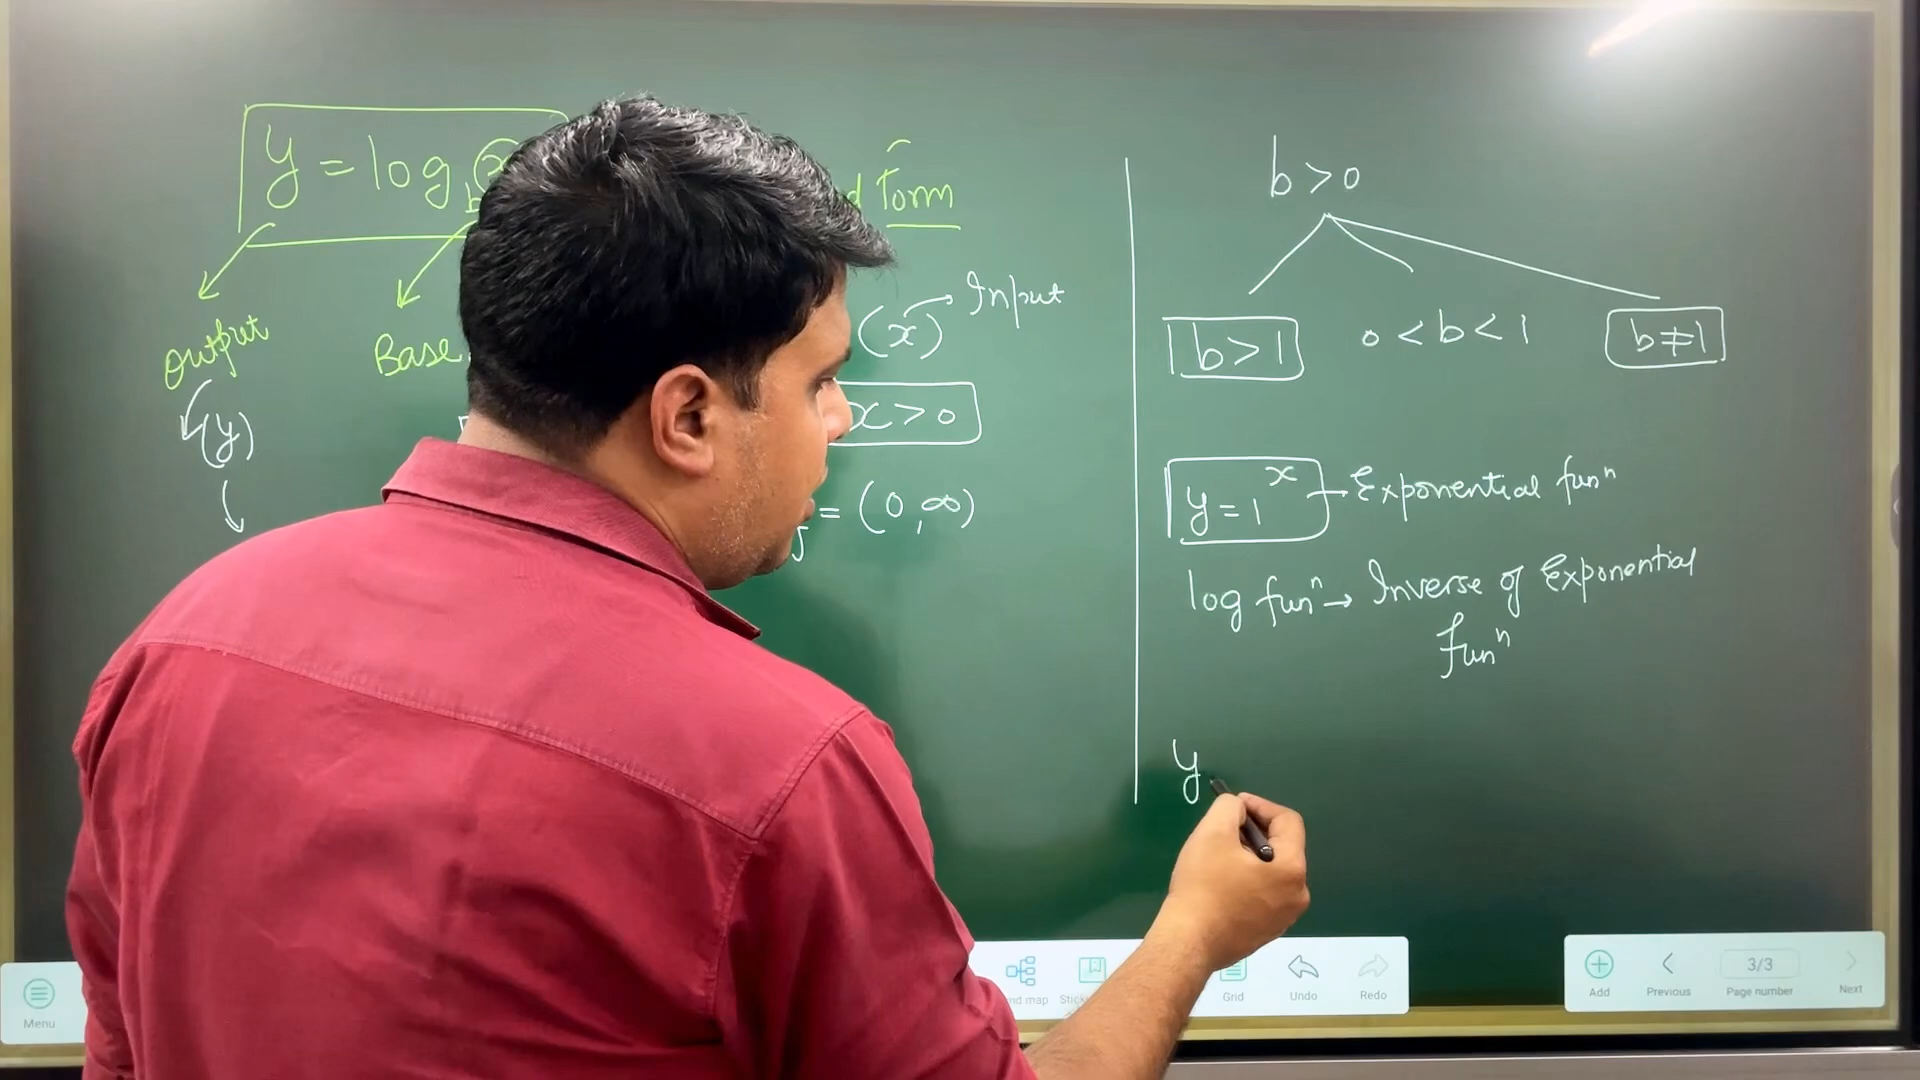 y = log b
Form
Output
Base
(x) → Input
(y)
x > 0
= (0, ∞)
b > 0
b > 1
0 < b < 1
b ≠ 1
y = 1^x → Exponential funⁿ
log funⁿ → Inverse of Exponential
funⁿ
y
Menu
Grid
Undo
Redo
Add
Previous
3/3
Page number
Next